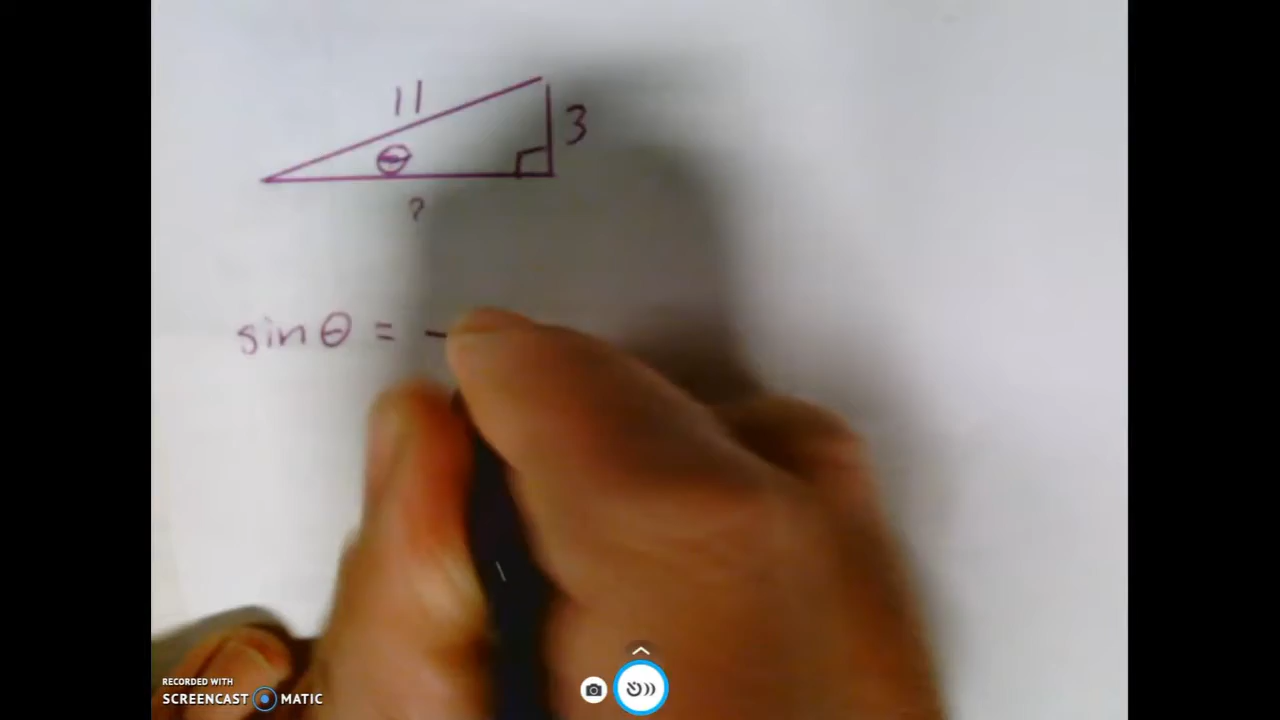 11
3
θ
?
sin θ =
RECORDED WITH
SCREENCAST MATIC